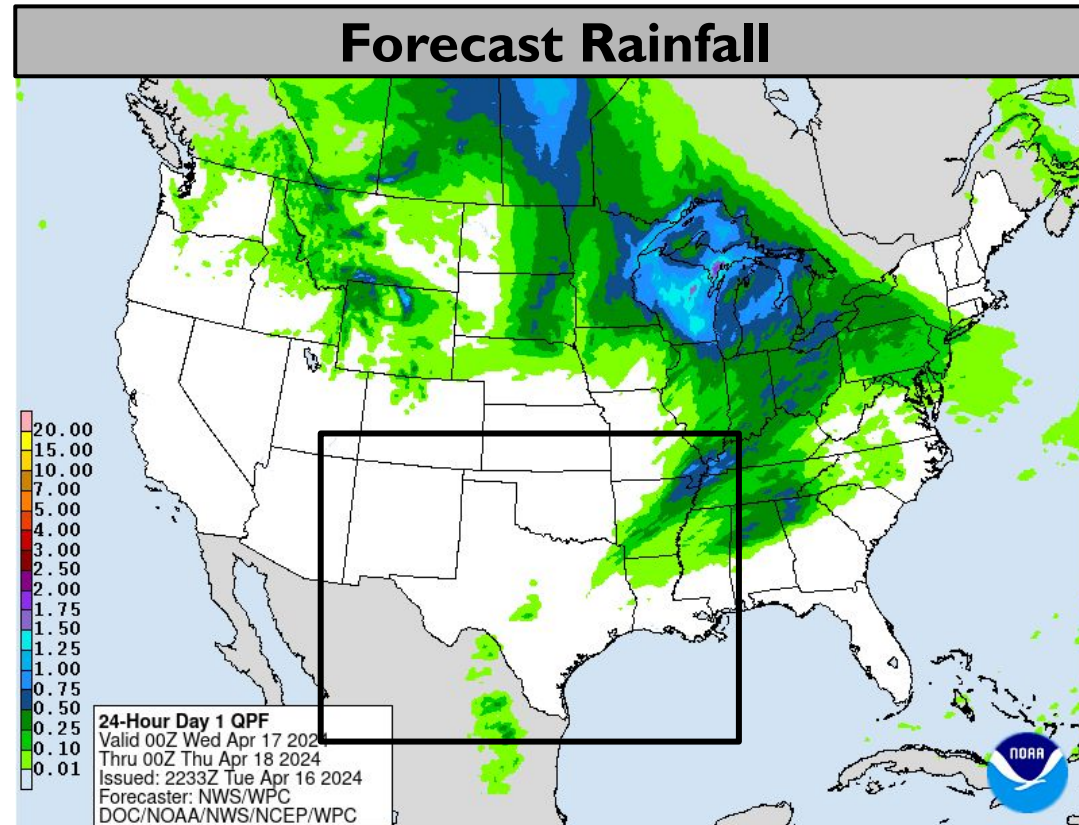 Forecast Rainfall
20.00
15.00
10.00
7.00
5.00
4.00
3.00
2.50
2.00
1.75
1.50
1.25
1.00
0.75
0.50
0.25
0.10
0.01
24-Hour Day 1 QPF
Valid 00Z Wed Apr 17 2024
Thru 00Z Thu Apr 18 2024
Issued: 2233Z Tue Apr 16 2024
Forecaster: NWS/WPC
DOC/NOAA/NWS/NCEP/WPC
NOAA